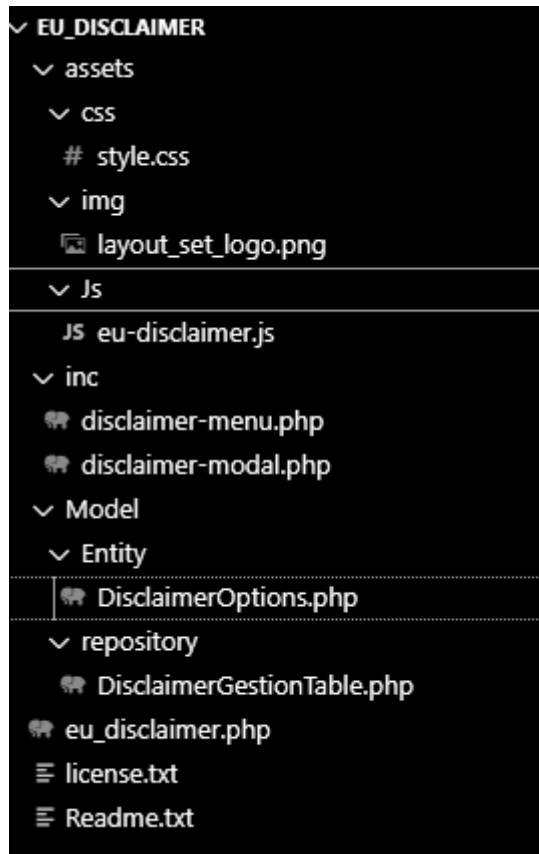 EU_DISCLAIMER
assets
css
# style.css
img
layout_set_logo.png
Js
JS eu-disclaimer.js
inc
disclaimer-menu.php
disclaimer-modal.php
Model
Entity
DisclaimerOptions.php
repository
DisclaimerGestionTable.php
eu_disclaimer.php
license.txt
Readme.txt